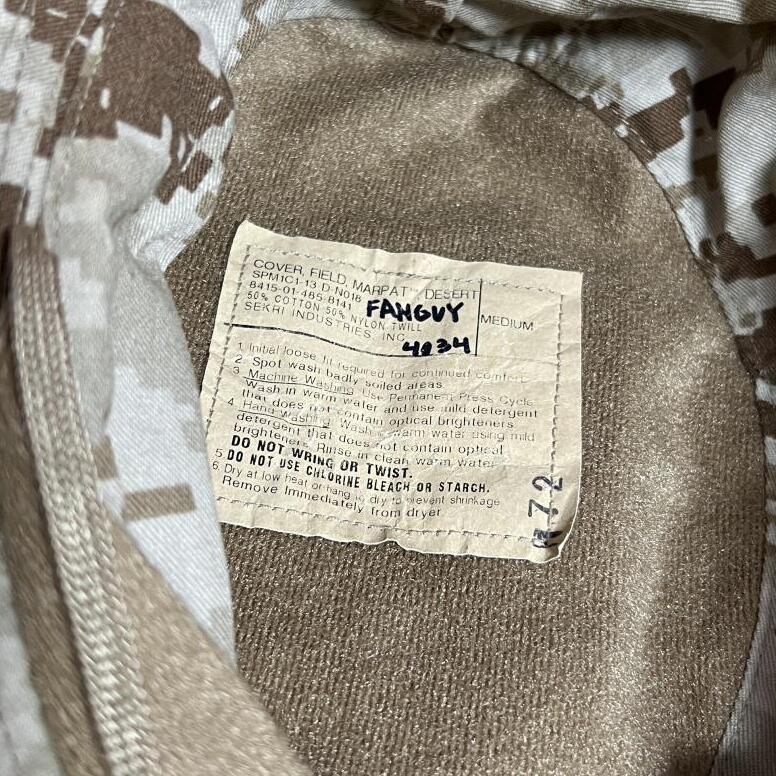 COVER, FIELD, MARPAT™ DESERT
SPM1C1-13 D-N018
8415-01-485-8141
50% COTTON 50% NYLON TWILL
SEKRI INDUSTRIES INC.
FANGUY
4034
MEDIUM
1. Initial loose fit required for continued comfort.
2. Spot wash badly soiled areas.
3. Machine Washing: Use Permanent Press Cycle.
Wash in warm water and use mild detergent
that does not contain optical brighteners.
4. Hand washing: Wash warm water using mild
detergent that does not contain optical
brighteners. Rinse in clean warm water.
DO NOT WRING OR TWIST.
5. DO NOT USE CHLORINE BLEACH OR STARCH.
6. Dry at low heat or hang to dry to prevent shrinkage
Remove immediately from dryer
72